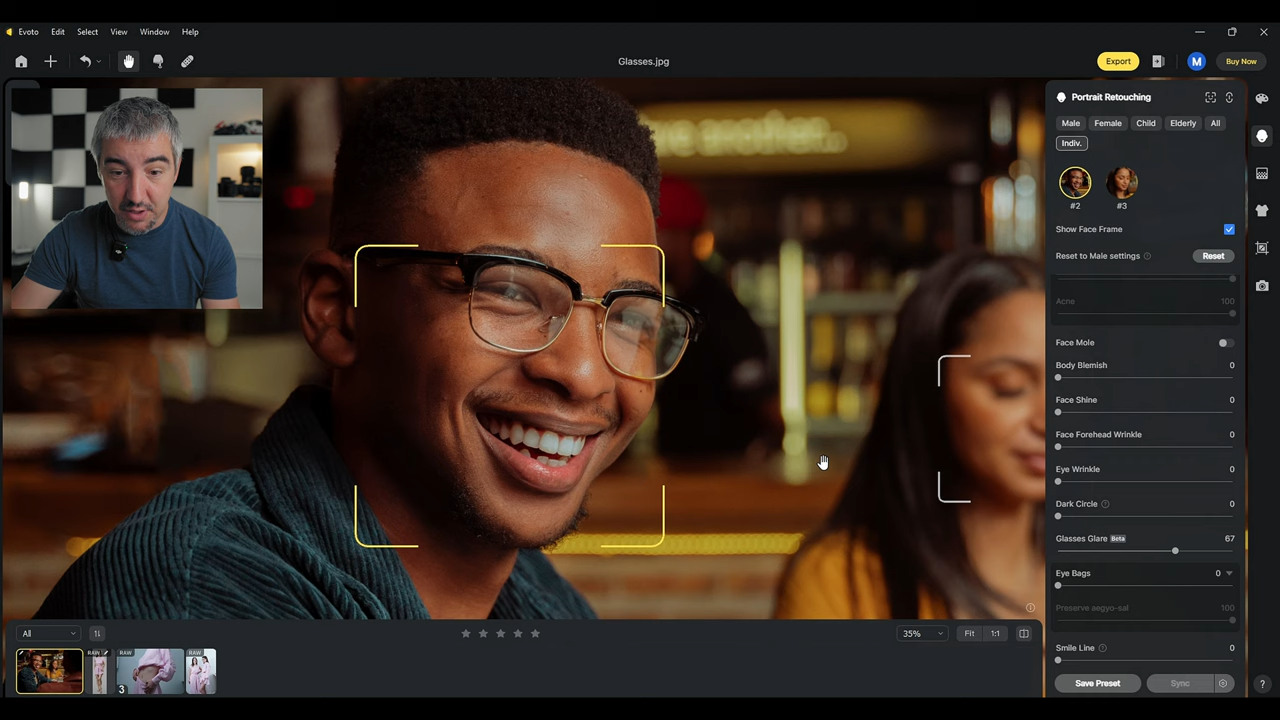 Evoto Edit Select View Window Help
Glasses.jpg
Export
M
Buy Now
Portrait Retouching
Male Female Child Elderly All
Indiv.
#2 #3
Show Face Frame
Reset to Male settings Reset
Acne 100
Face Mole
Body Blemish 0
Face Shine 0
Face Forehead Wrinkle 0
Eye Wrinkle 0
Dark Circle 0
Glasses Glare Beta 67
Eye Bags 0
Preserve aegyo-sal 100
Smile Line 0
Save Preset Sync
another...
All
35% Fit 1:1
RAW RAW RAW
3
?